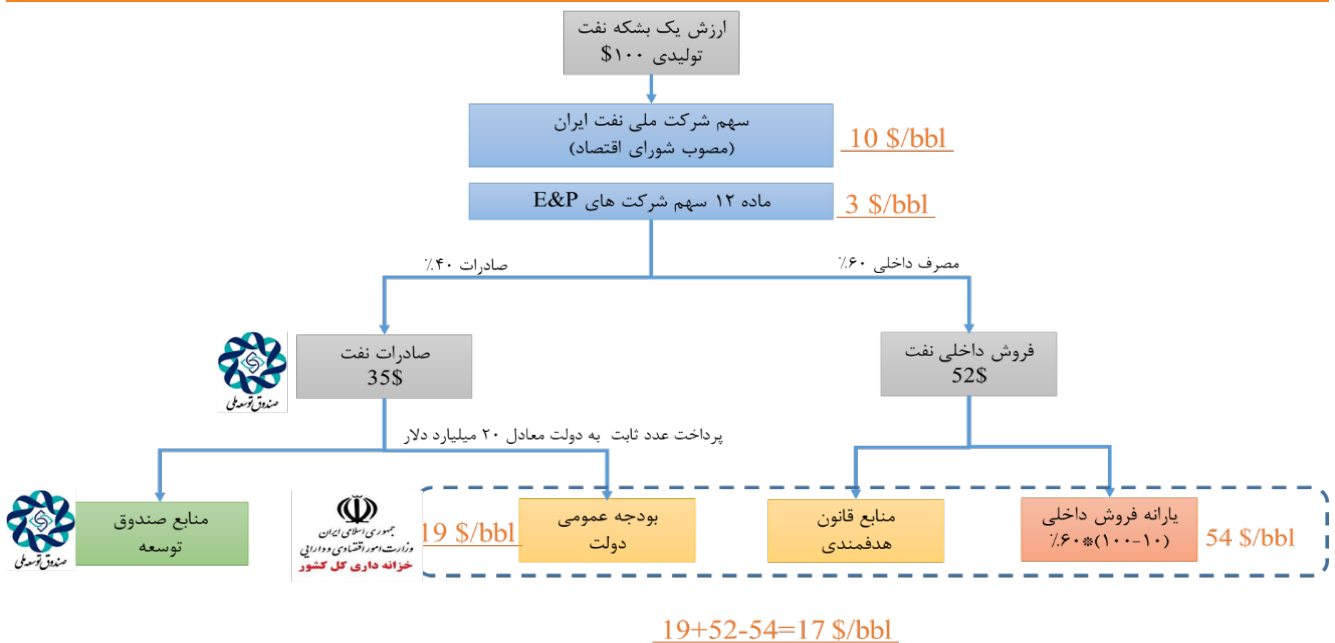 ارزش یک بشکه نفت
تولیدی ۱۰۰$
سهم شرکت ملی نفت ایران
(مصوب شورای اقتصاد)
10 $/bbl
ماده ۱۲ سهم شرکت های E&P
3 $/bbl
مصرف داخلی ۶۰٪
صادرات ۴۰٪
فروش داخلی نفت
52$
صادرات نفت
35$
صندوق توسعه ملی
پرداخت عدد ثابت به دولت معادل ۲۰ میلیارد دلار
54 $/bbl
یارانه فروش داخلی
(۱۰۰-۱۰)*۶۰٪
منابع قانون
هدفمندی
بودجه عمومی
دولت
19 $/bbl
جمهوری اسلامی ایران
وزارت امور اقتصادی و دارایی
خزانه داری کل کشور
منابع صندوق
توسعه
صندوق توسعه ملی
19+52-54=17 $/bbl